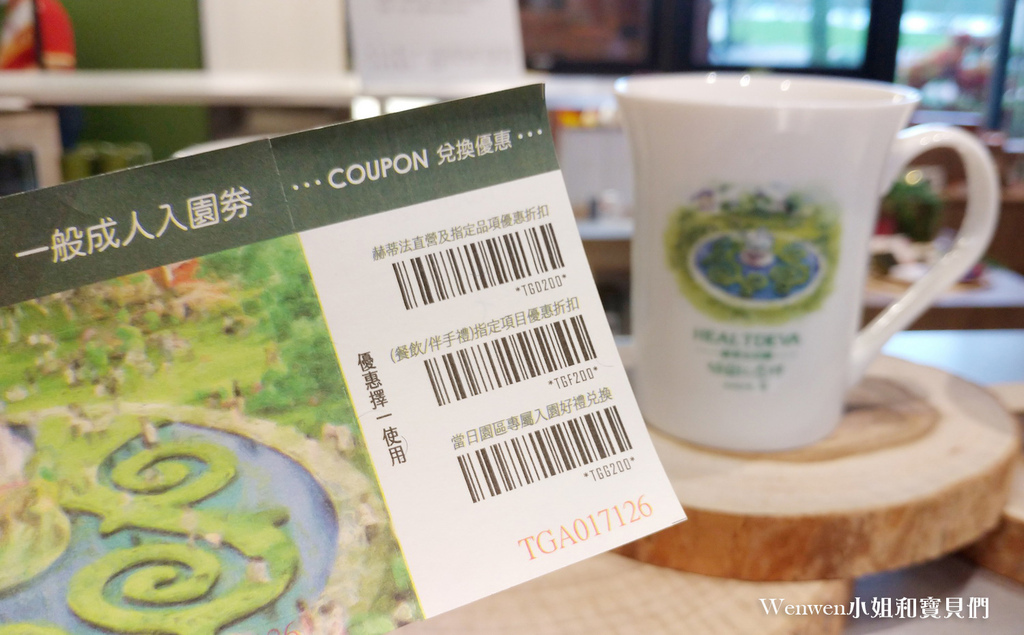 一般成人入園券
••• COUPON 兌換優惠 •••
赫蒂法直營及指定品項優惠折扣
*TGD200*
(餐飲/伴手禮)指定項目優惠折扣
*TGF200*
當日園區專屬入園好禮兌換
*TGG200*
優惠擇一使用
TGA017126
HEALTDEVA
Wenwen小姐和寶貝們